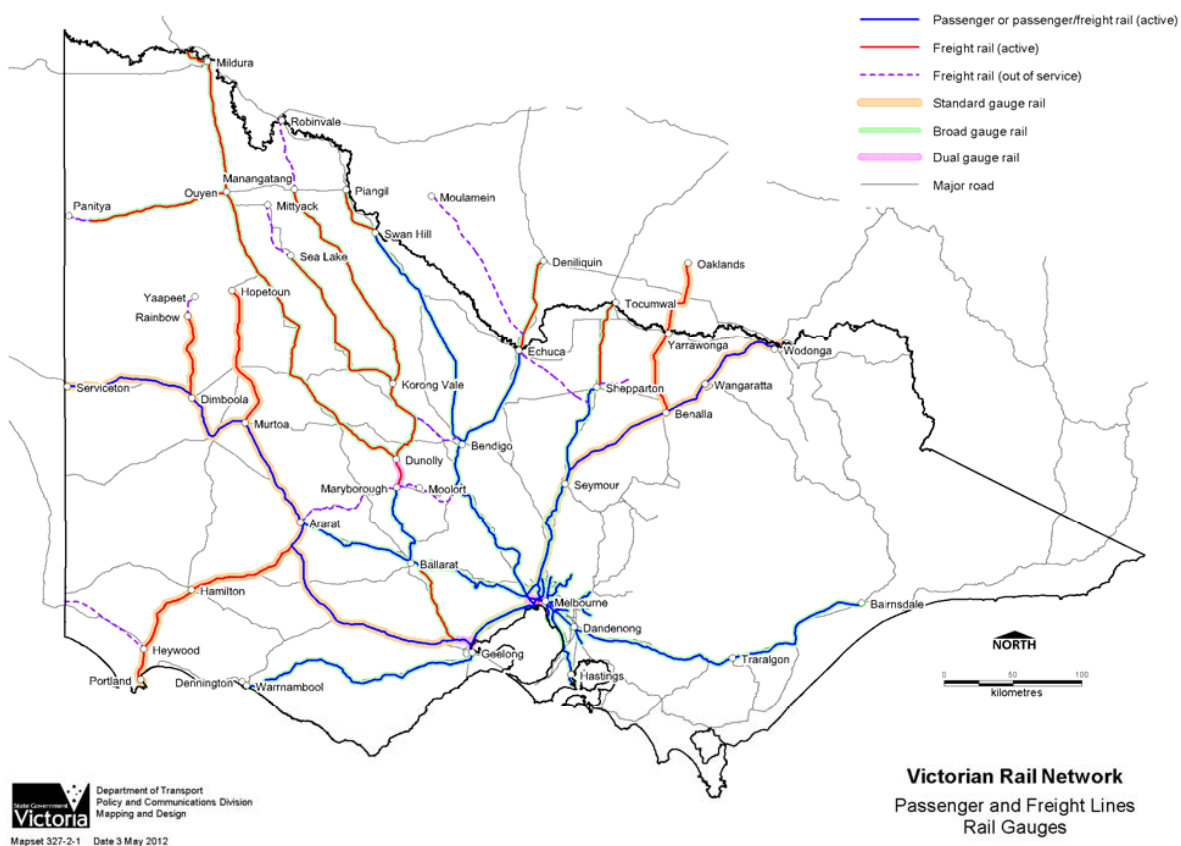 Passenger or passenger/freight rail (active)
Freight rail (active)
Freight rail (out of service)
Standard gauge rail
Broad gauge rail
Dual gauge rail
Major road
Mildura
Robinvale
Manangatang
Ouyen
Piangil
Panitya
Mittyack
Moulamein
Swan Hill
Sea Lake
Deniliquin
Oaklands
Yaapeet
Hopetoun
Rainbow
Tocumwal
Echuca
Yarrawonga
Wodonga
Serviceton
Dimboola
Korong Vale
Shepparton
Wangaratta
Murtoa
Benalla
Bendigo
Dunolly
Maryborough
Moolort
Seymour
Ararat
Ballarat
Hamilton
Melbourne
Bairnsdale
Dandenong
Heywood
Geelong
Traralgon
Portland
Dennington
Warrnambool
Hastings
NORTH
0 50 100
kilometres
State Government
Victoria
Department of Transport
Policy and Communications Division
Mapping and Design
Mapset 327-2-1 Date 3 May 2012
Victorian Rail Network
Passenger and Freight Lines
Rail Gauges